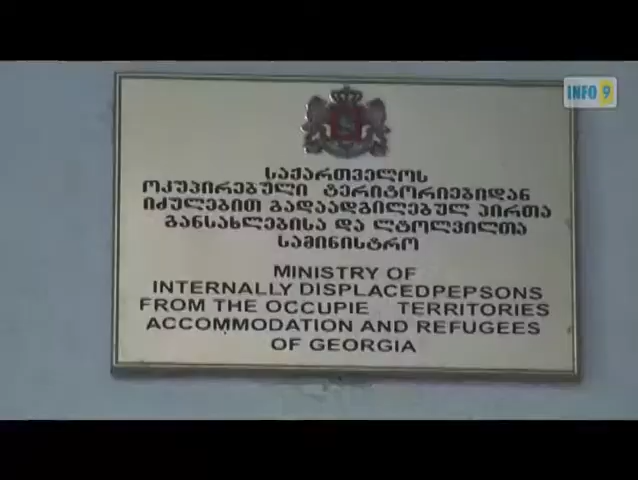 INFO 9
საქართველოს
ოკუპირებული ტერიტორიებიდან
იძულებით გადაადგილებულ პირთა
განსახლებისა და ლტოლვილთა
სამინისტრო
MINISTRY OF
INTERNALLY DISPLACEDPEPSONS
FROM THE OCCUPIE TERRITORIES
ACCOMMODATION AND REFUGEES
OF GEORGIA